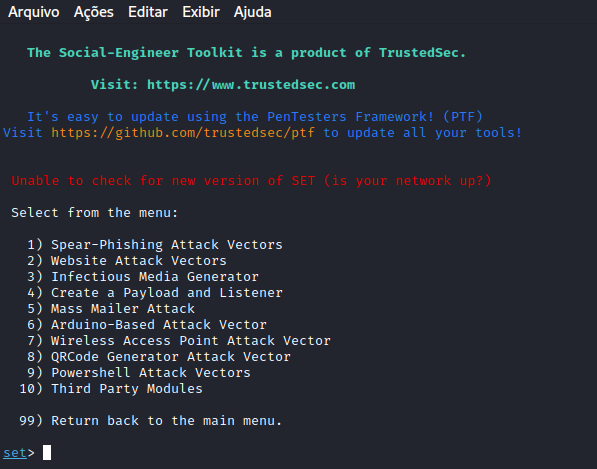 Arquivo Ações Editar Exibir Ajuda
The Social-Engineer Toolkit is a product of TrustedSec.
Visit: https://www.trustedsec.com
It's easy to update using the PenTesters Framework! (PTF)
Visit https://github.com/trustedsec/ptf to update all your tools!
Unable to check for new version of SET (is your network up?)
Select from the menu:
1) Spear-Phishing Attack Vectors
2) Website Attack Vectors
3) Infectious Media Generator
4) Create a Payload and Listener
5) Mass Mailer Attack
6) Arduino-Based Attack Vector
7) Wireless Access Point Attack Vector
8) QRCode Generator Attack Vector
9) Powershell Attack Vectors
10) Third Party Modules
99) Return back to the main menu.
set>